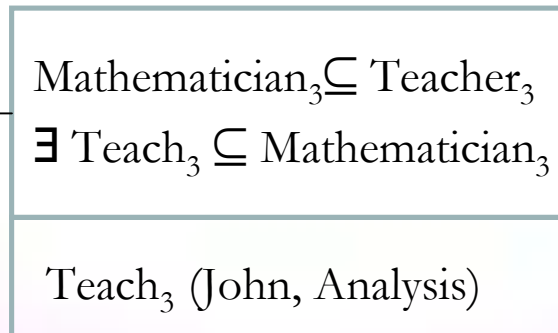 Mathematician₃⊆ Teacher₃
∃ Teach₃ ⊆ Mathematician₃
Teach₃ (John, Analysis)